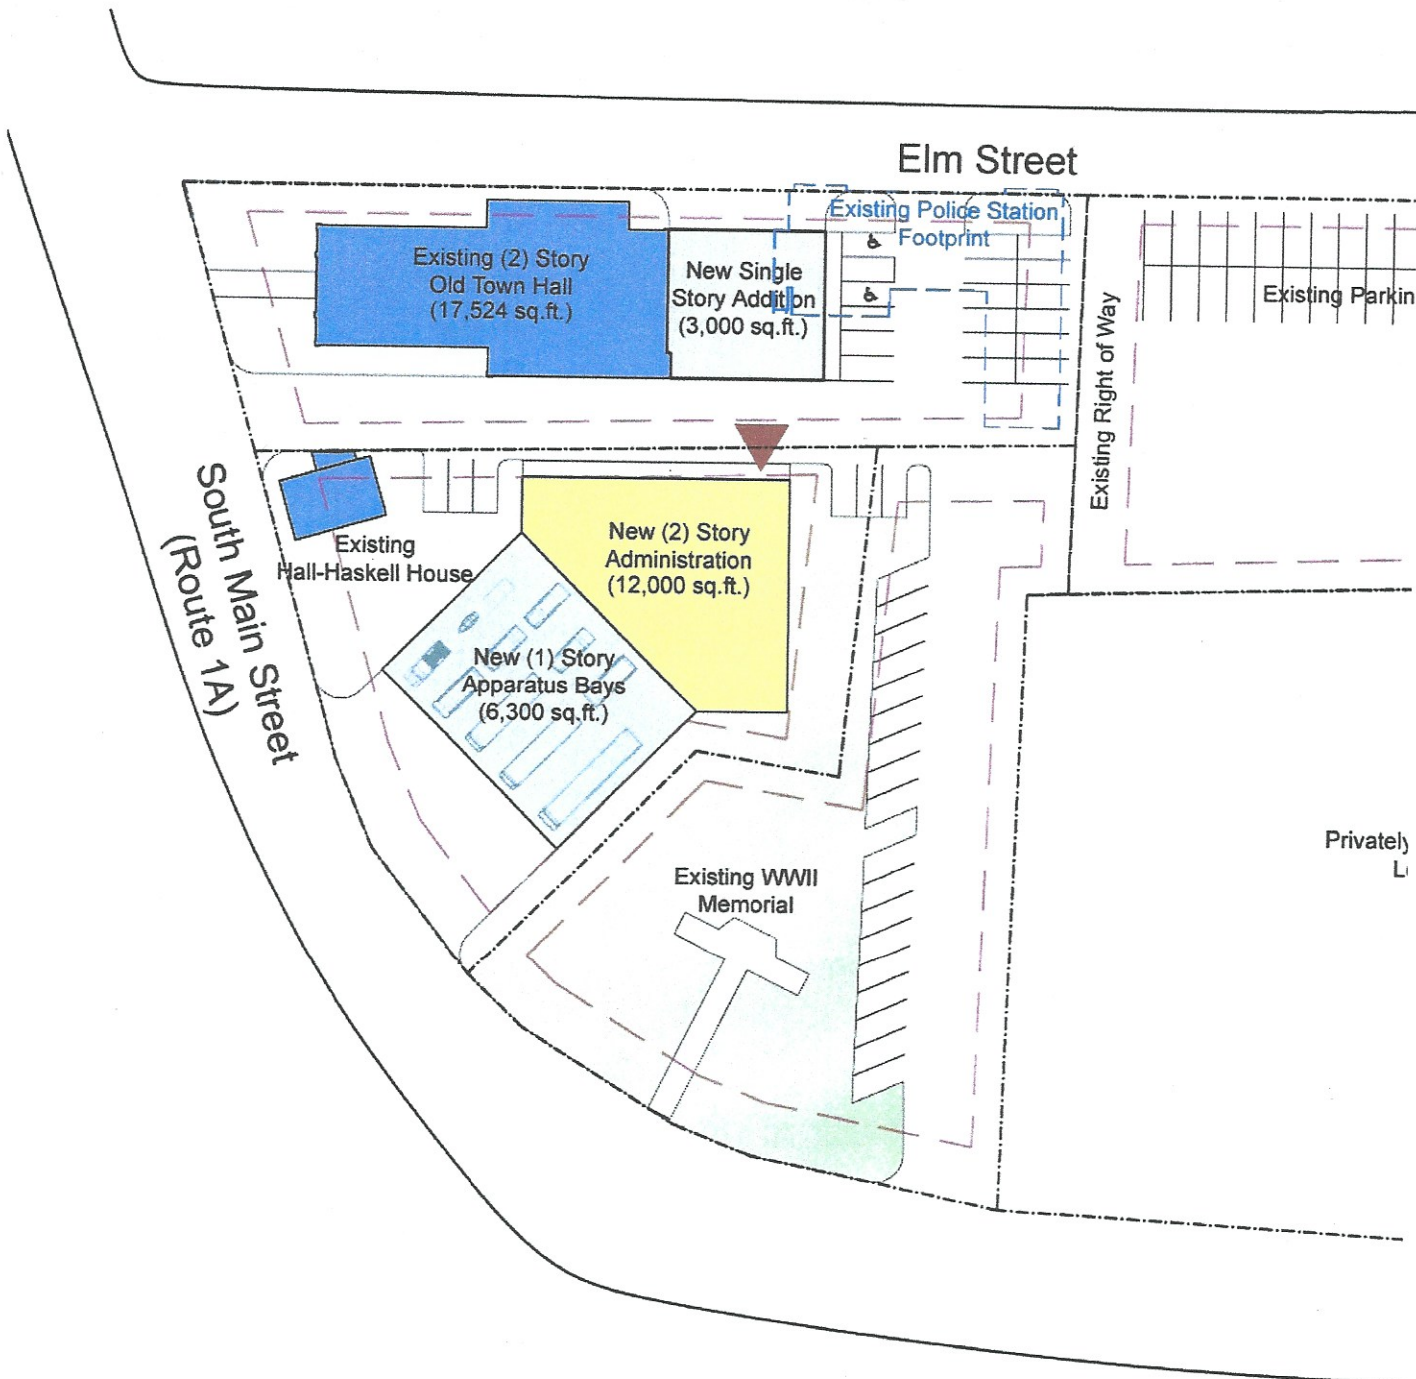 Elm Street
Existing Police Station
Footprint
Existing (2) Story
Old Town Hall
(17,524 sq.ft.)
New Single
Story Addition
(3,000 sq.ft.)
Existing Right of Way
Existing Parkin
South Main Street
(Route 1A)
Existing
Hall-Haskell House
New (2) Story
Administration
(12,000 sq.ft.)
New (1) Story
Apparatus Bays
(6,300 sq.ft.)
Existing WWII
Memorial
Privately
L